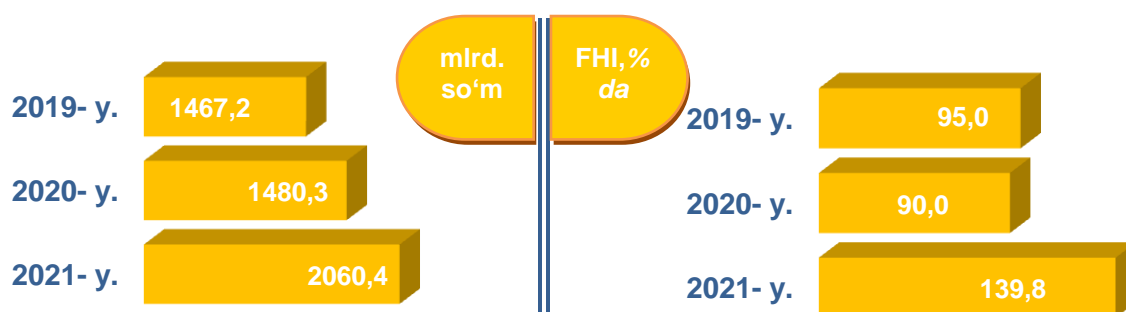 mlrd.
so‘m
FHI,%
da
2019- y.
1467,2
2020- y.
1480,3
2021- y.
2060,4
2019- y.
95,0
2020- y.
90,0
2021- y.
139,8